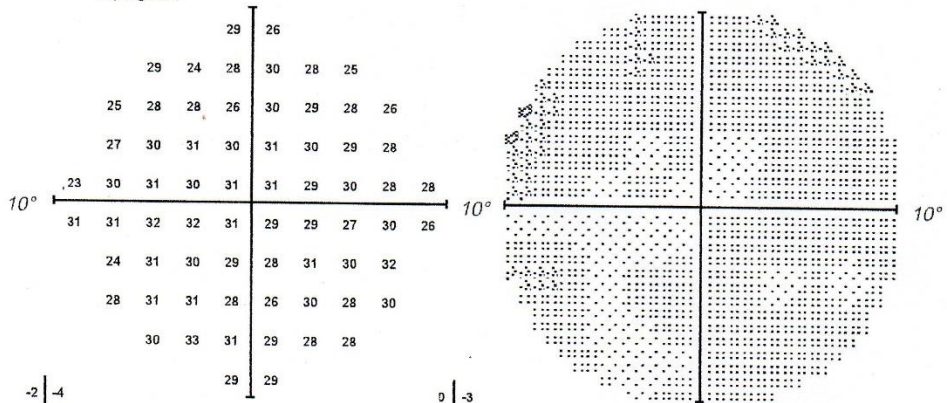 29 26
29 24 28 30 28 25
25 28 28 26 30 29 28 26
27 30 31 30 31 30 29 28
23 30 31 30 31 31 29 30 28 28
10° 10° 10°
31 31 32 32 31 29 29 27 30 26
24 31 30 29 28 31 30 32
28 31 31 28 26 30 28 30
30 33 31 29 28 28
29 29
-2 -4 0 -3